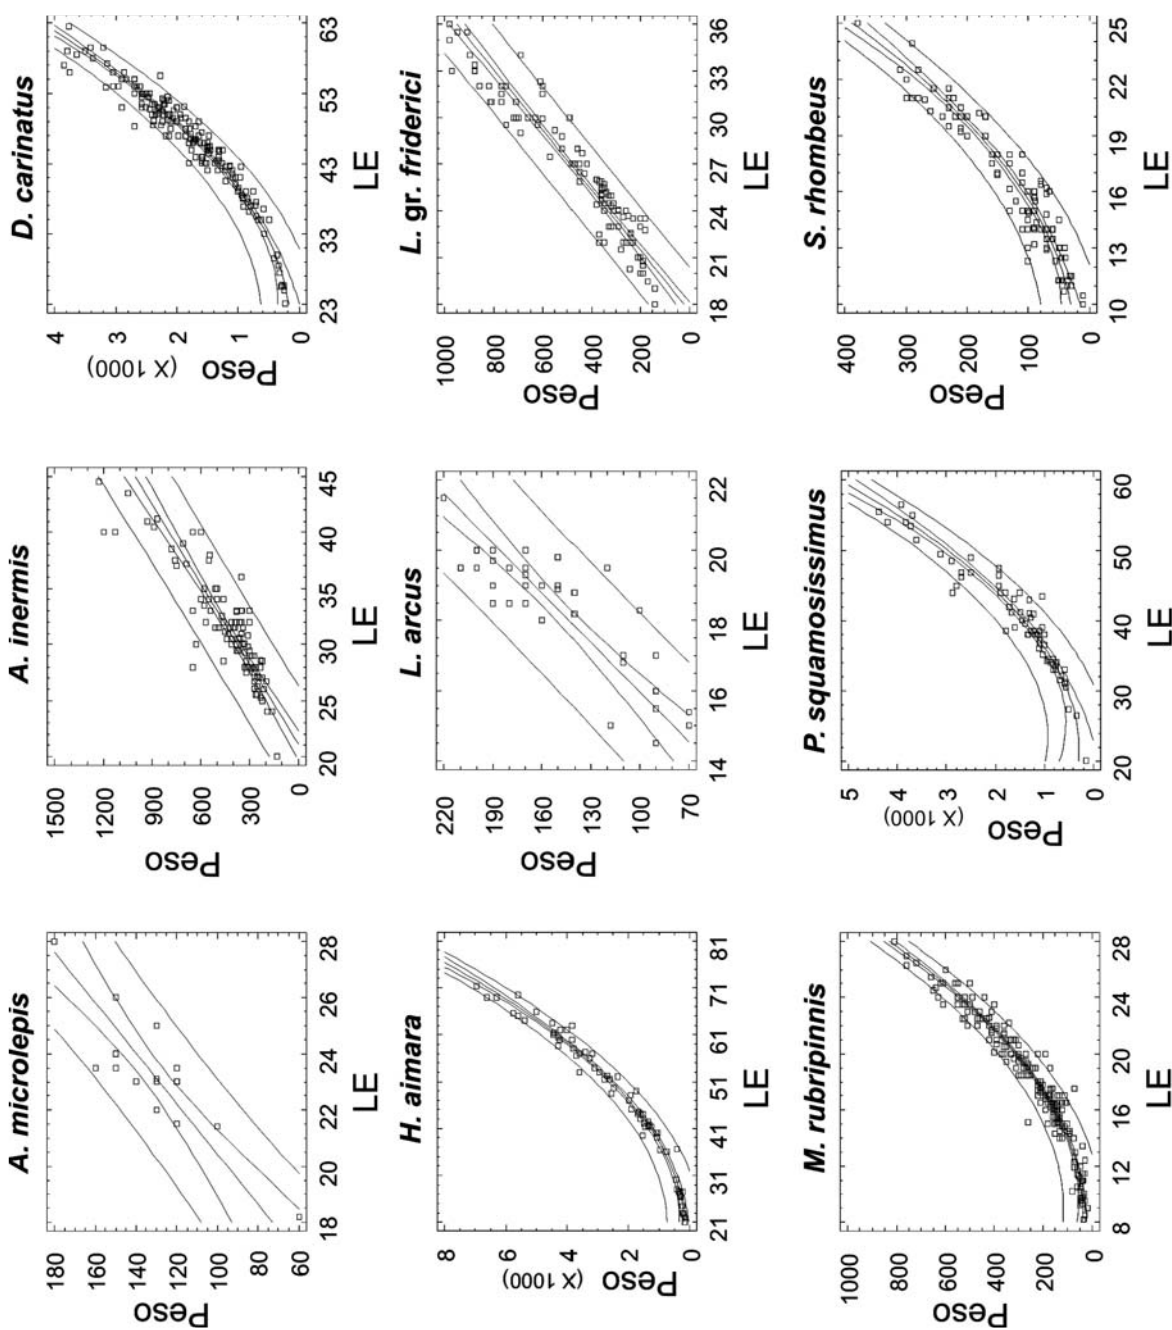 A. microlepis
180
160
140
120
100
80
60
Peso
18 20 22 24 26 28
LE
A. inermis
1500
1200
900
600
300
0
Peso
20 25 30 35 40 45
LE
D. carinatus
4
3
2
1
0
(X 1000)
Peso
23 33 43 53 63
LE
H. aimara
8
6
4
2
0
(X 1000)
Peso
21 31 41 51 61 71 81
LE
L. arcus
220
190
160
130
100
70
Peso
14 16 18 20 22
LE
L. gr. friderici
1000
800
600
400
200
0
Peso
18 21 24 27 30 33 36
LE
M. rubripinnis
1000
800
600
400
200
0
Peso
8 12 16 20 24 28
LE
P. squamosissimus
5
4
3
2
1
0
(X 1000)
Peso
20 30 40 50 60
LE
S. rhombeus
400
300
200
100
0
Peso
10 13 16 19 22 25
LE